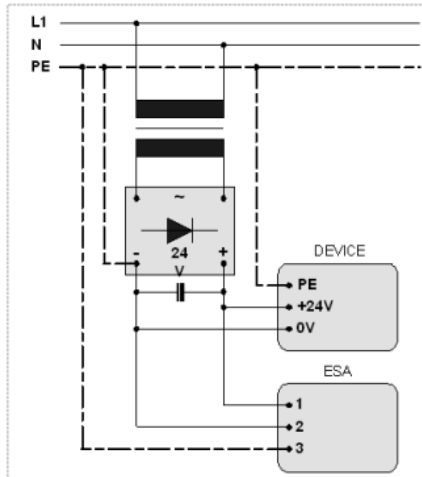 L1
N
PE
~
- 24 +
V
DEVICE
PE
+24V
0V
ESA
1
2
3